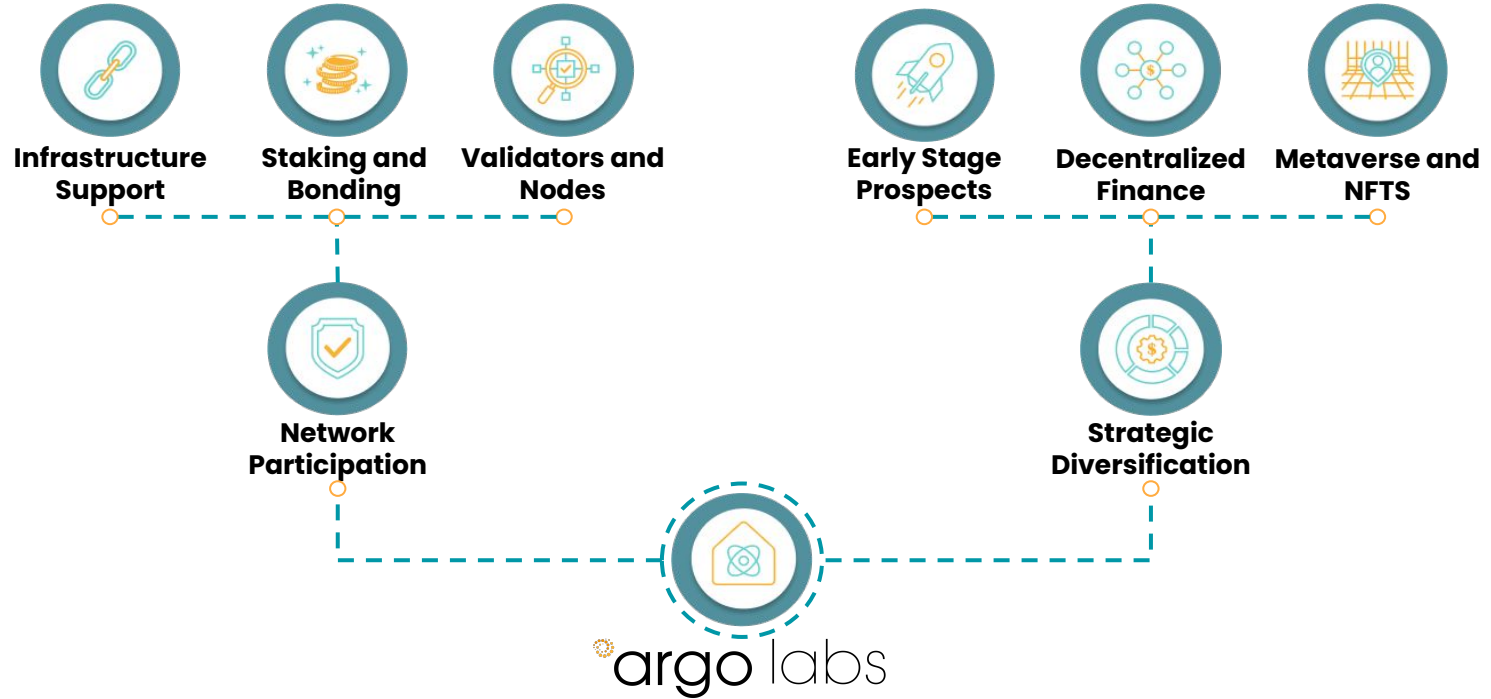 Infrastructure
Support
Staking and
Bonding
Validators and
Nodes
Early Stage
Prospects
Decentralized
Finance
Metaverse and
NFTS
$
Network
Participation
$
Strategic
Diversification
argo labs